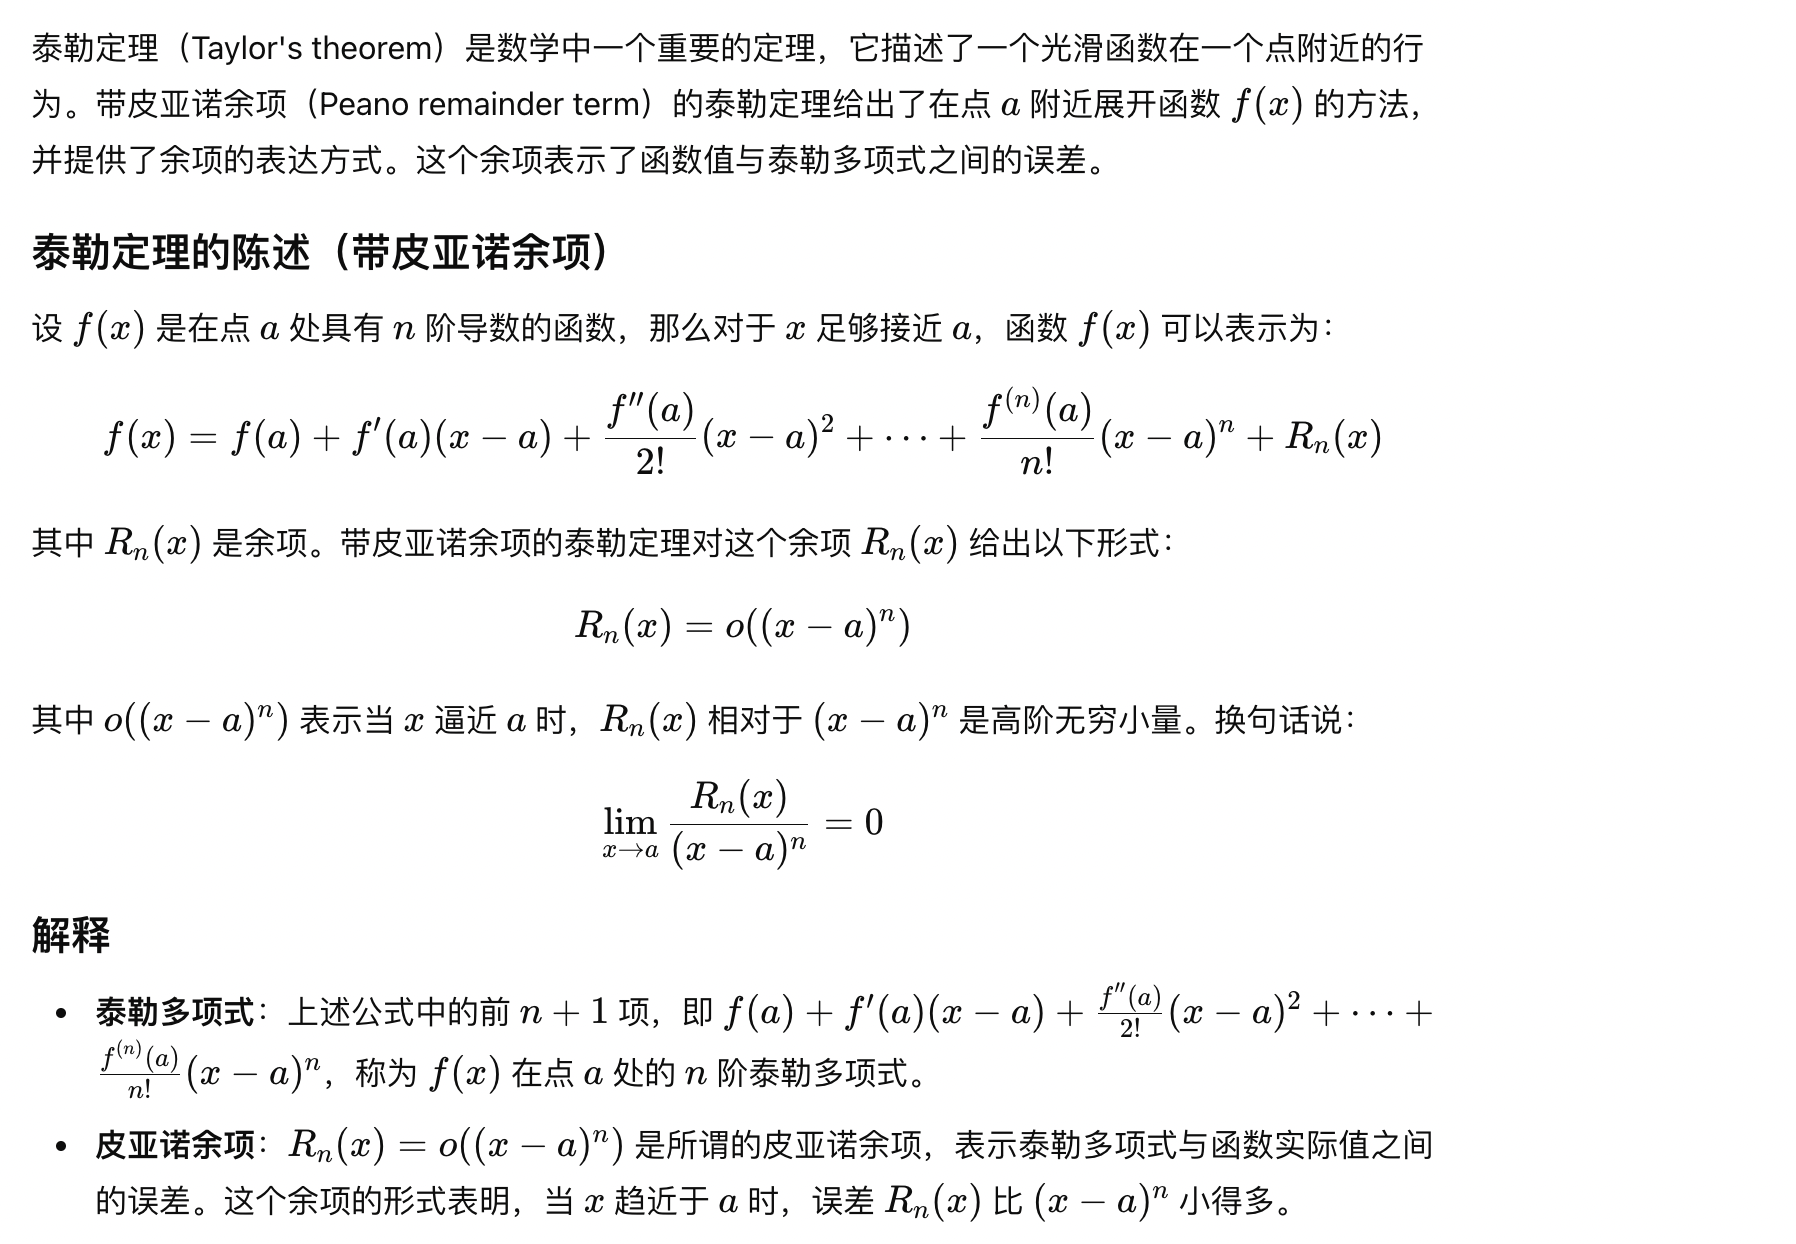 泰勒定理（Taylor's theorem）是数学中一个重要的定理，它描述了一个光滑函数在一个点附近的行
为。带皮亚诺余项（Peano remainder term）的泰勒定理给出了在点 a 附近展开函数 f(x) 的方法，
并提供了余项的表达方式。这个余项表示了函数值与泰勒多项式之间的误差。
泰勒定理的陈述（带皮亚诺余项）
设 f(x) 是在点 a 处具有 n 阶导数的函数，那么对于 x 足够接近 a，函数 f(x) 可以表示为：
f(x) = f(a) + f′(a)(x − a) + \frac{f″(a)}{2!}(x − a)^2 + ⋯ + \frac{f^{(n)}(a)}{n!}(x − a)^n + R_n(x)
其中 R_n(x) 是余项。带皮亚诺余项的泰勒定理对这个余项 R_n(x) 给出以下形式：
R_n(x) = o((x − a)^n)
其中 o((x − a)^n) 表示当 x 逼近 a 时，R_n(x) 相对于 (x − a)^n 是高阶无穷小量。换句话说：
\lim_{x→a} \frac{R_n(x)}{(x − a)^n} = 0
解释
• 泰勒多项式：上述公式中的前 n + 1 项，即 f(a) + f′(a)(x − a) + \frac{f″(a)}{2!}(x − a)^2 + ⋯ +
\frac{f^{(n)}(a)}{n!}(x − a)^n，称为 f(x) 在点 a 处的 n 阶泰勒多项式。
• 皮亚诺余项：R_n(x) = o((x − a)^n) 是所谓的皮亚诺余项，表示泰勒多项式与函数实际值之间
的误差。这个余项的形式表明，当 x 趋近于 a 时，误差 R_n(x) 比 (x − a)^n 小得多。